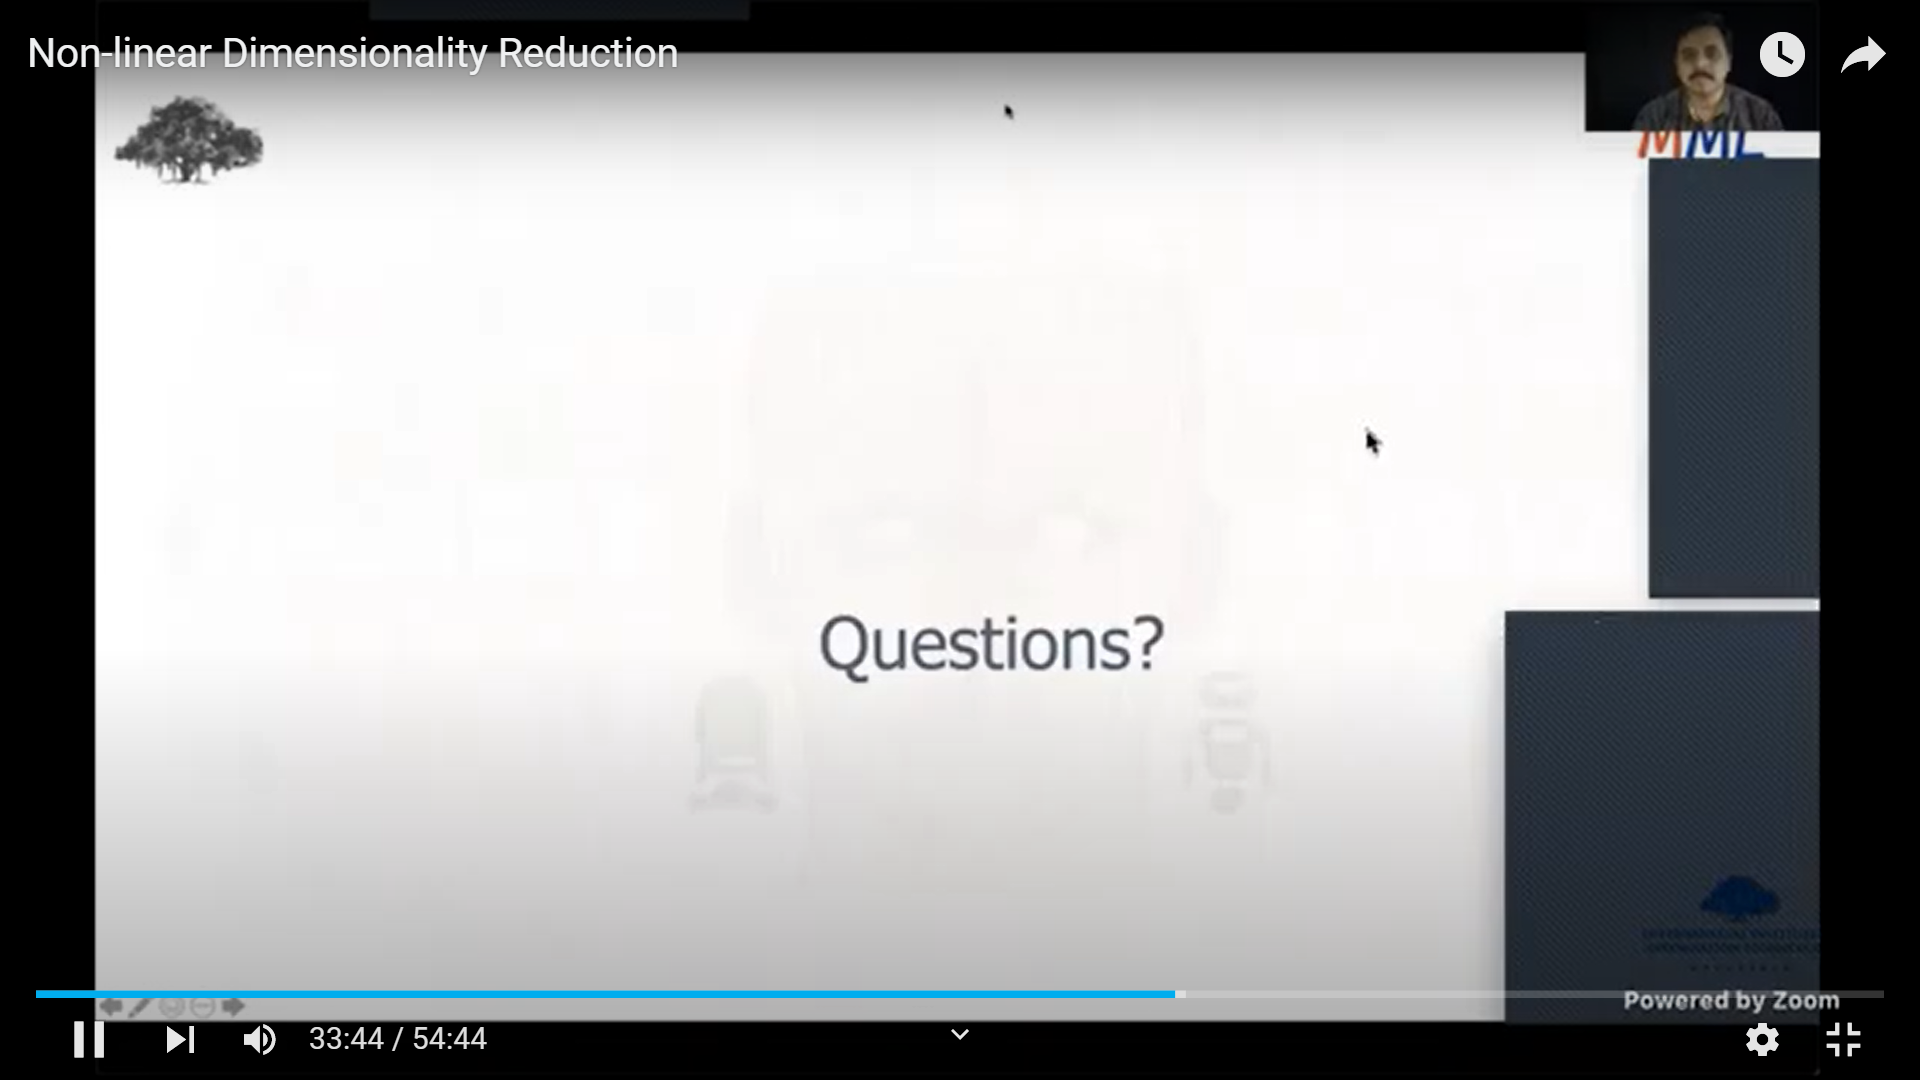 Non-linear Dimensionality Reduction
MML
Questions?
Powered by Zoom
33:44 / 54:44